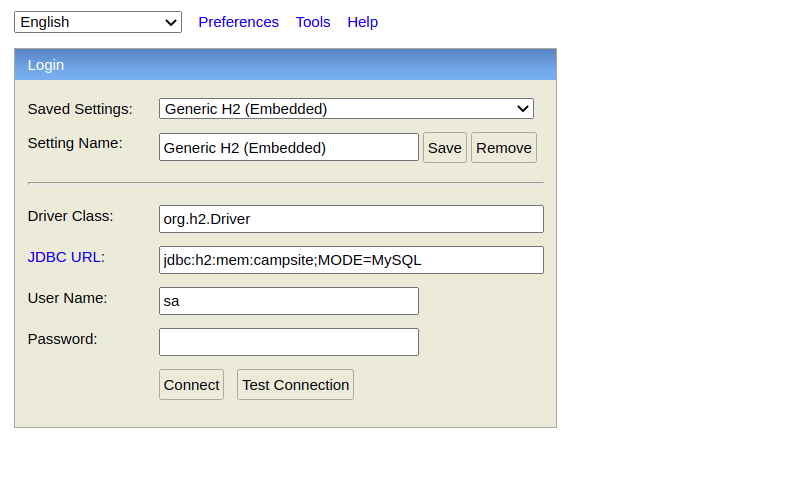 English Preferences Tools Help
Login
Saved Settings: Generic H2 (Embedded)
Setting Name: Generic H2 (Embedded) Save Remove
Driver Class: org.h2.Driver
JDBC URL: jdbc:h2:mem:campsite;MODE=MySQL
User Name: sa
Password:
Connect Test Connection